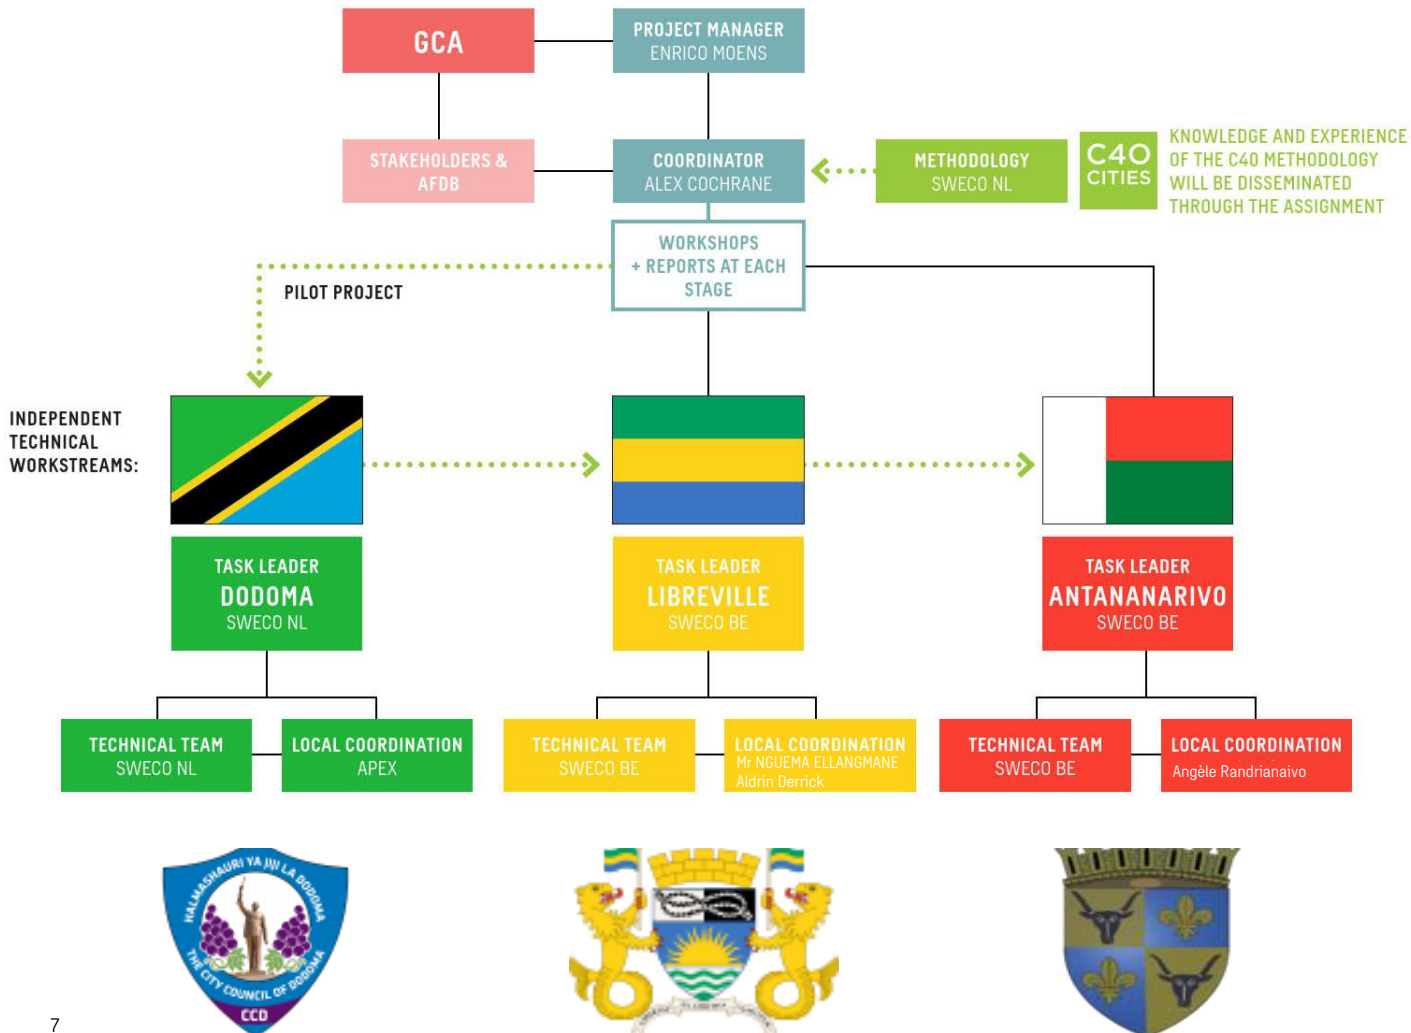 GCA
PROJECT MANAGER
ENRICO MOENS
STAKEHOLDERS &
AFDB
COORDINATOR
ALEX COCHRANE
METHODOLOGY
SWECO NL
C40
CITIES
KNOWLEDGE AND EXPERIENCE
OF THE C40 METHODOLOGY
WILL BE DISSEMINATED
THROUGH THE ASSIGNMENT
WORKSHOPS
+ REPORTS AT EACH
STAGE
PILOT PROJECT
INDEPENDENT
TECHNICAL
WORKSTREAMS:
TASK LEADER
DODOMA
SWECO NL
TASK LEADER
LIBREVILLE
SWECO BE
TASK LEADER
ANTANANARIVO
SWECO BE
TECHNICAL TEAM
SWECO NL
LOCAL COORDINATION
APEX
TECHNICAL TEAM
SWECO BE
LOCAL COORDINATION
Mr NGUEMA ELLANGMANE
Aldrin Derrick
TECHNICAL TEAM
SWECO BE
LOCAL COORDINATION
Angèle Randrianaivo
HALMASHAURI YA JIJI LA DODOMA
THE CITY COUNCIL OF DODOMA
CCD
7